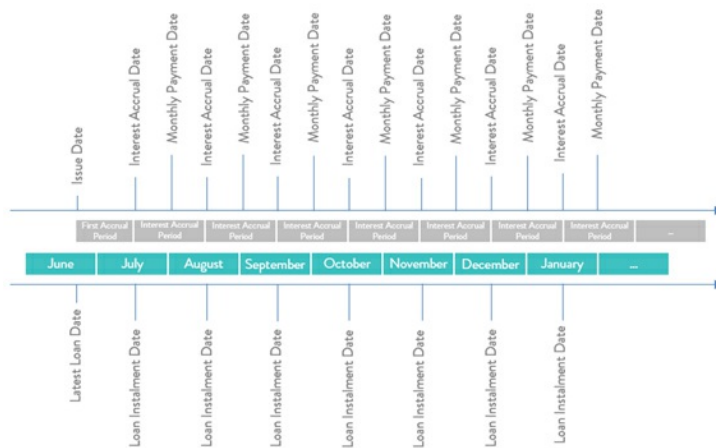 Issue Date
Interest Accrual Date
Monthly Payment Date
Interest Accrual Date
Monthly Payment Date
Interest Accrual Date
Monthly Payment Date
Interest Accrual Date
Monthly Payment Date
Interest Accrual Date
Monthly Payment Date
Interest Accrual Date
Monthly Payment Date
Interest Accrual Date
Monthly Payment Date
First Accrual
Period
Interest Accrual
Period
Interest Accrual
Period
Interest Accrual
Period
Interest Accrual
Period
Interest Accrual
Period
Interest Accrual
Period
Interest Accrual
Period
...
June
July
August
September
October
November
December
January
...
Latest Loan Date
Loan Instalment Date
Loan Instalment Date
Loan Instalment Date
Loan Instalment Date
Loan Instalment Date
Loan Instalment Date
Loan Instalment Date